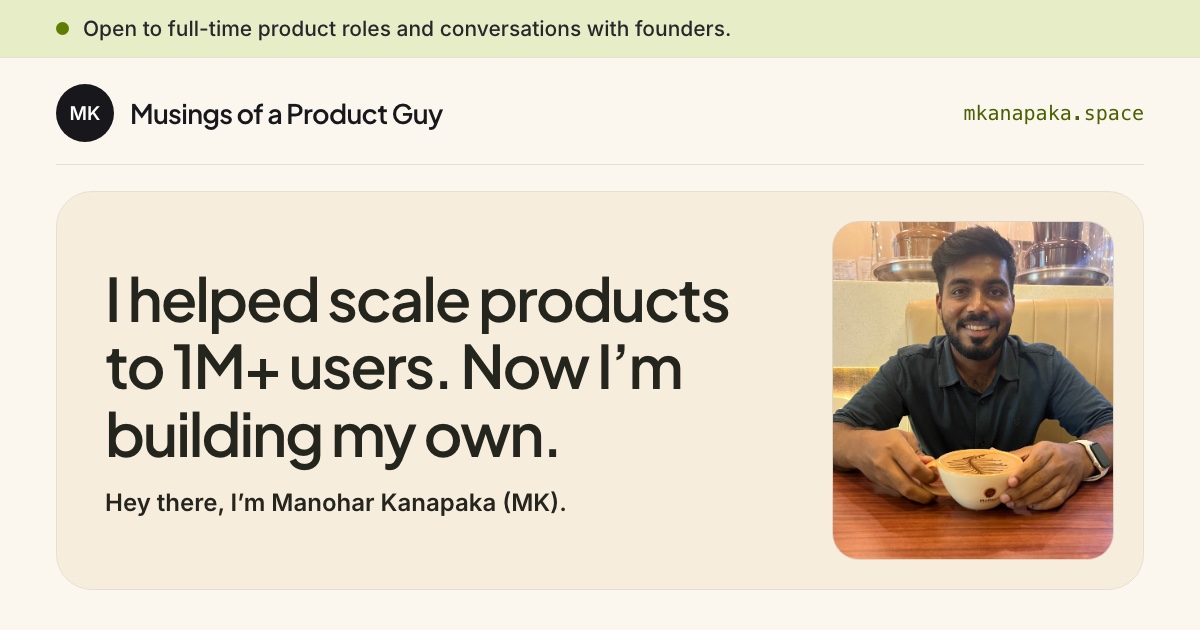 Open to full-time product roles and conversations with founders.
MK
Musings of a Product Guy
mkanapaka.space
I helped scale products
to 1M+ users. Now I’m
building my own.
Hey there, I’m Manohar Kanapaka (MK).